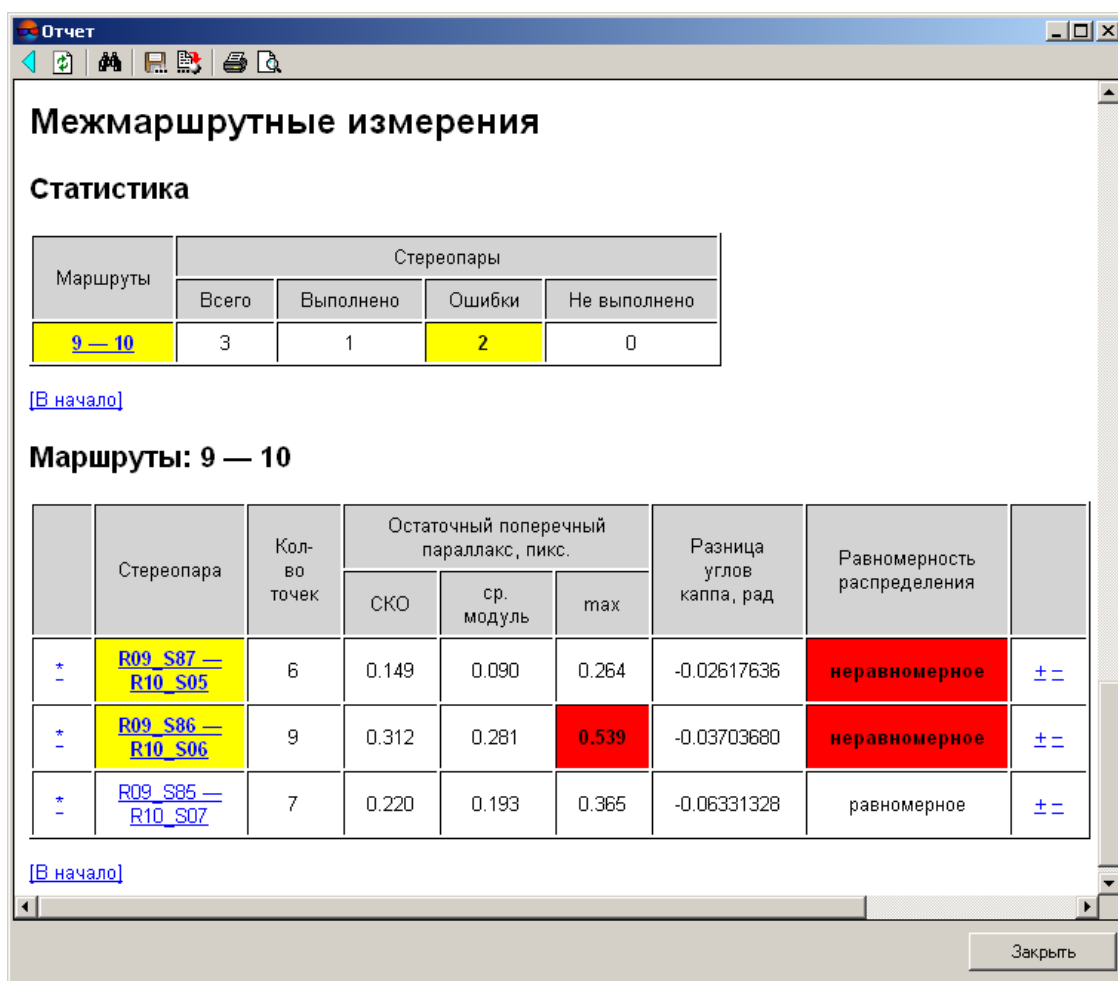 Отчет
Межмаршрутные измерения
Статистика
Маршруты
Стереопары
Всего Выполнено Ошибки Не выполнено
9 — 10 3 1 2 0
[В начало]
Маршруты: 9 — 10
Стереопара
Кол-
во
точек
Остаточный поперечный
параллакс, пикс.
СКО
ср.
модуль
max
Разница
углов
каппа, рад
Равномерность
распределения
* R09_S87 — 6 0.149 0.090 0.264 -0.02617636 неравномерное + –
– R10_S05
* R09_S86 — 9 0.312 0.281 0.539 -0.03703680 неравномерное + –
– R10_S06
* R09_S85 — 7 0.220 0.193 0.365 -0.06331328 равномерное + –
– R10_S07
[В начало]
Закрыть